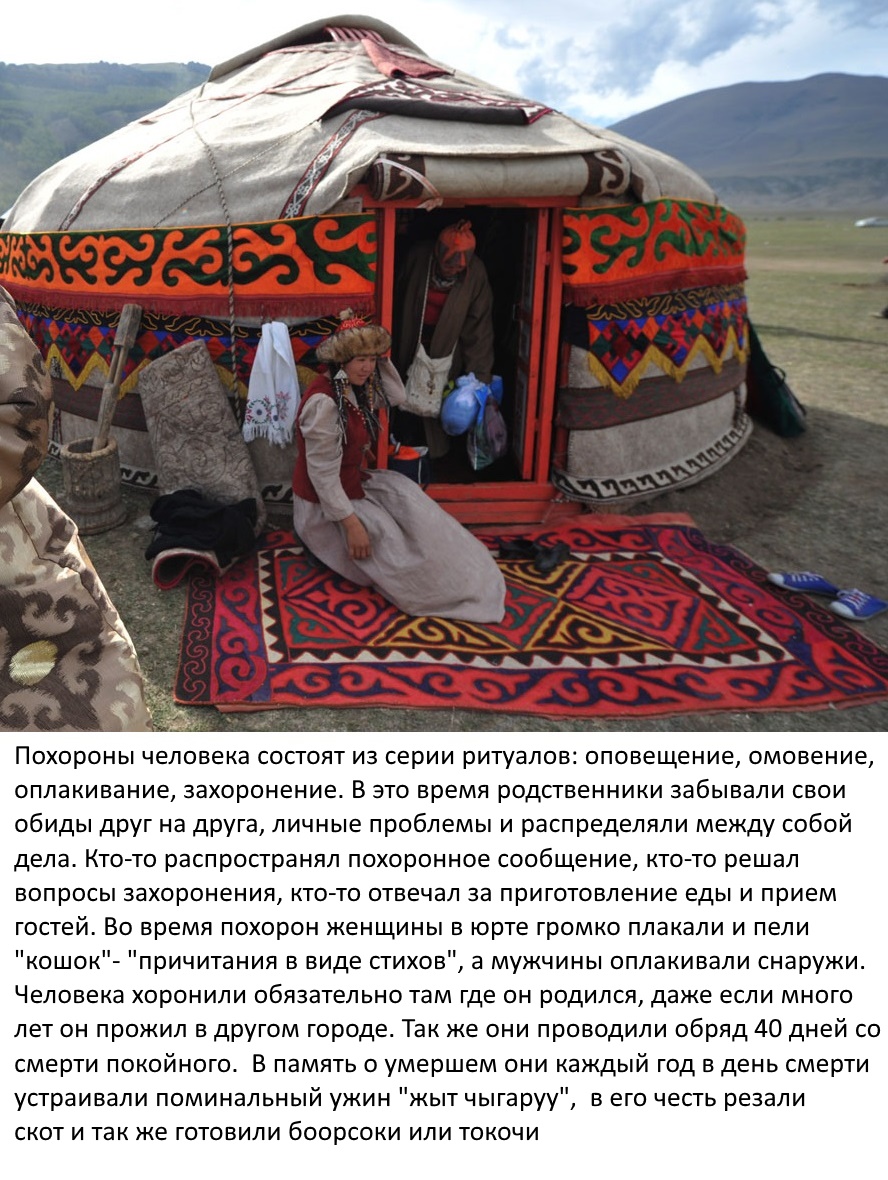 Похороны человека состоят из серии ритуалов: оповещение, омовение,
оплакивание, захоронение. В это время родственники забывали свои
обиды друг на друга, личные проблемы и распределяли между собой
дела. Кто-то распространял похоронное сообщение, кто-то решал
вопросы захоронения, кто-то отвечал за приготовление еды и прием
гостей. Во время похорон женщины в юрте громко плакали и пели
"кошок"- "причитания в виде стихов", а мужчины оплакивали снаружи.
Человека хоронили обязательно там где он родился, даже если много
лет он прожил в другом городе. Так же они проводили обряд 40 дней со
смерти покойного.  В память о умершем они каждый год в день смерти
устраивали поминальный ужин "жыт чыгаруу",  в его честь резали
скот и так же готовили боорсоки или токочи